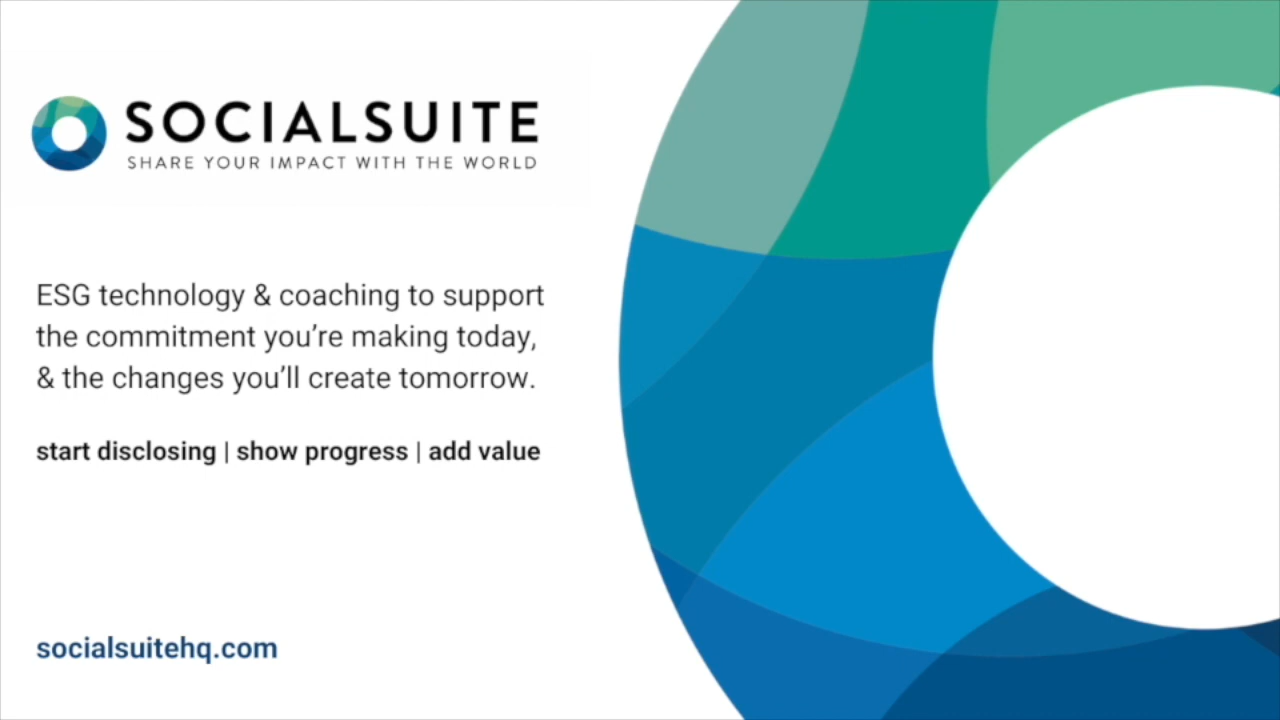 SOCIALSUITE
SHARE YOUR IMPACT WITH THE WORLD
ESG technology & coaching to support
the commitment you’re making today,
& the changes you’ll create tomorrow.
start disclosing | show progress | add value
socialsuitehq.com